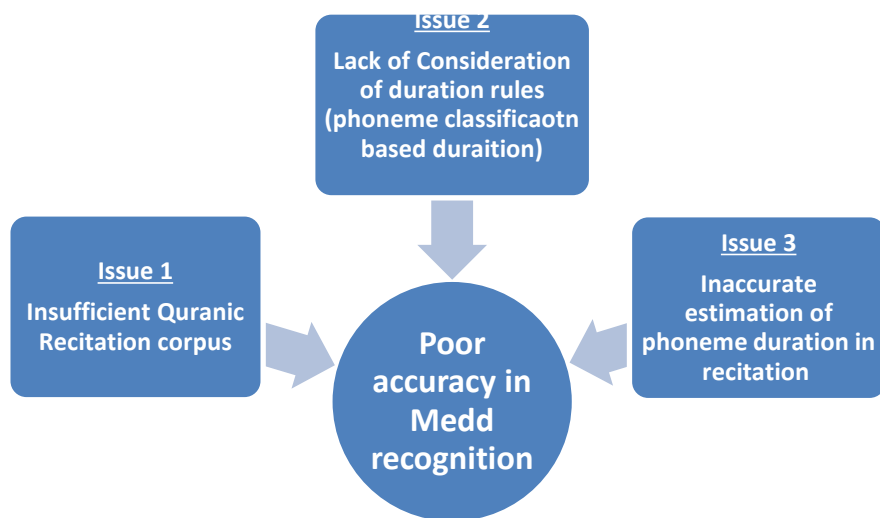 Issue 2
Lack of Consideration
of duration rules
(phoneme classificaotn
based duraition)
Issue 1
Insufficient Quranic
Recitation corpus
Issue 3
Inaccurate
estimation of
phoneme duration in
recitation
Poor
accuracy in
Medd
recognition